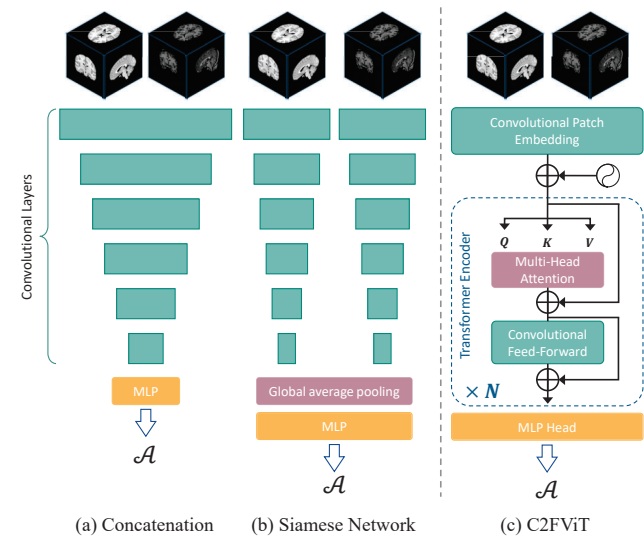 Convolutional Layers
MLP
𝒜
(a) Concatenation
Global average pooling
MLP
𝒜
(b) Siamese Network
Convolutional Patch
Embedding
Transformer Encoder
Q K V
Multi-Head
Attention
Convolutional
Feed-Forward
× N
MLP Head
𝒜
(c) C2FViT